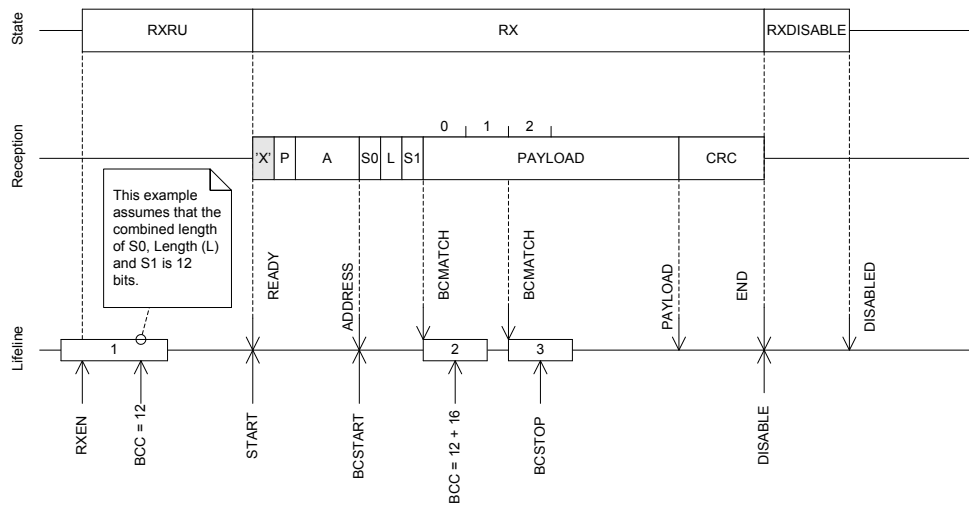 State
RXRU
RX
RXDISABLE
0 1 2
Reception
'X' P A S0 L S1 PAYLOAD CRC
This example
assumes that the
combined length
of S0, Length (L)
and S1 is 12
bits.
READY
ADDRESS
BCMATCH
BCMATCH
PAYLOAD
END
DISABLED
Lifeline
1
2
3
RXEN
BCC = 12
START
BCSTART
BCC = 12 + 16
BCSTOP
DISABLE